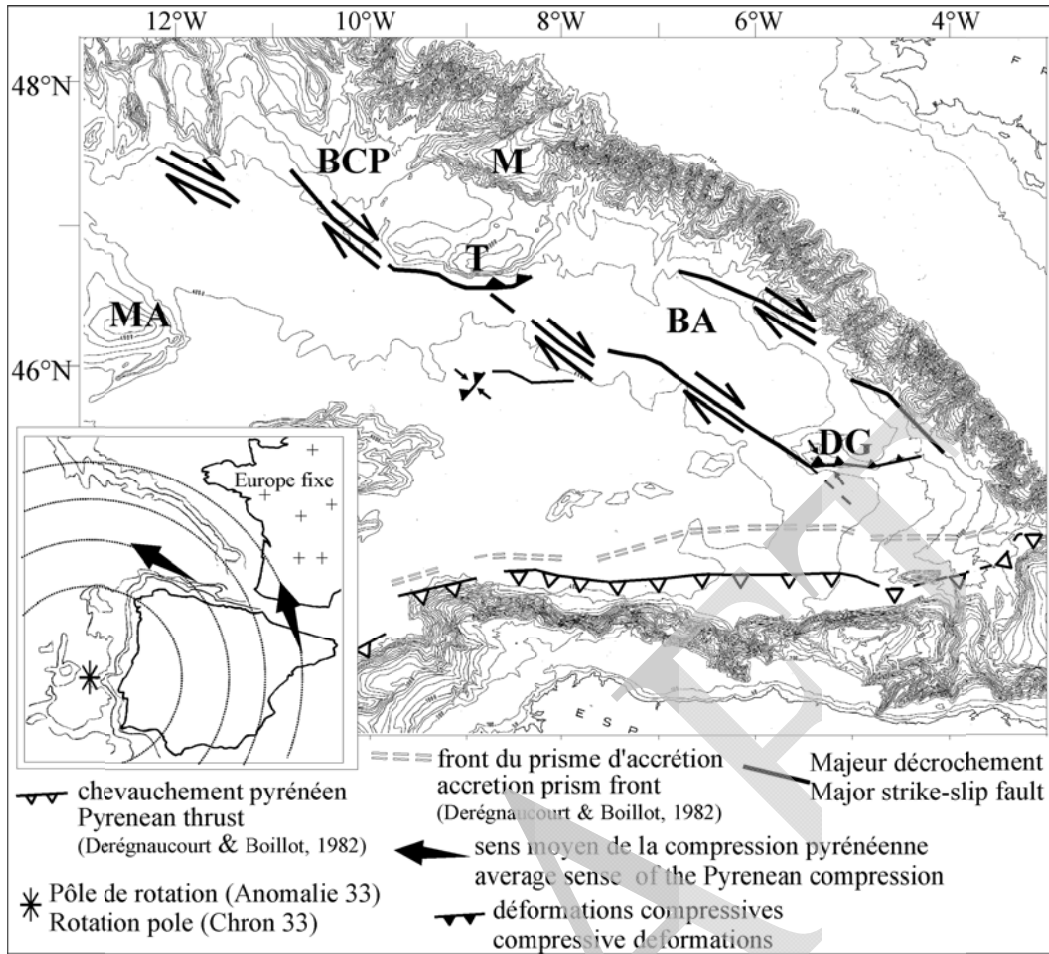 12°W 10°W 8°W 6°W 4°W
48°N
46°N
BCP
M
T
MA
BA
DG
F R
E S P
Europe fixe
chevauchement pyrénéen
Pyrenean thrust
(Derégnaucourt & Boillot, 1982)
Pôle de rotation (Anomalie 33)
Rotation pole (Chron 33)
front du prisme d'accrétion
accretion prism front
(Derégnaucourt & Boillot, 1982)
Majeur décrochement
Major strike-slip fault
sens moyen de la compression pyrénéenne
average sense of the Pyrenean compression
déformations compressives
compressive deformations